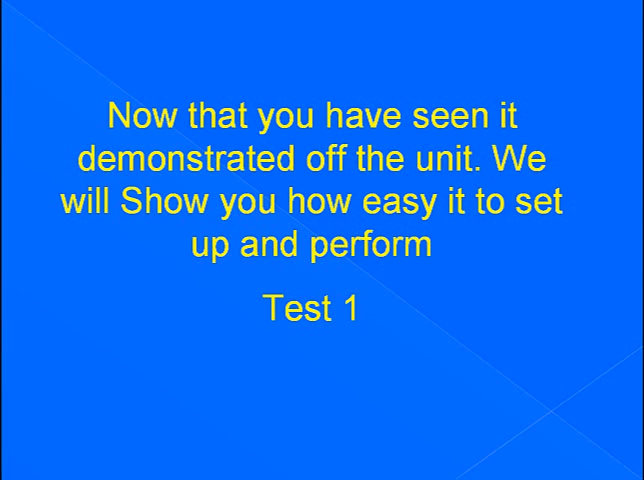 Now that you have seen it
demonstrated off the unit. We
will Show you how easy it to set
up and perform
Test 1